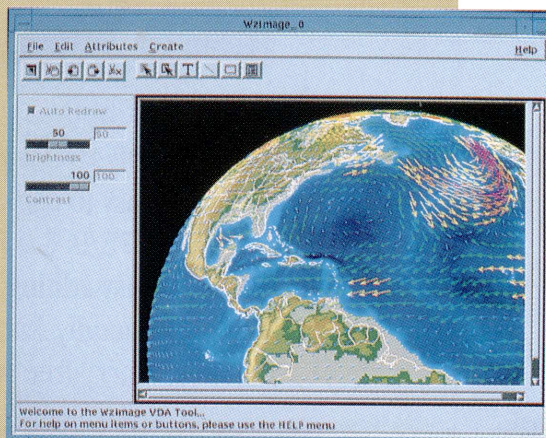 WzImage_0
File Edit Attributes Create Help
T
Auto Redraw
50 50
Brightness
100 100
Contrast
Welcome to the WzImage VDA Tool...
For help on menu items or buttons, please use the HELP menu